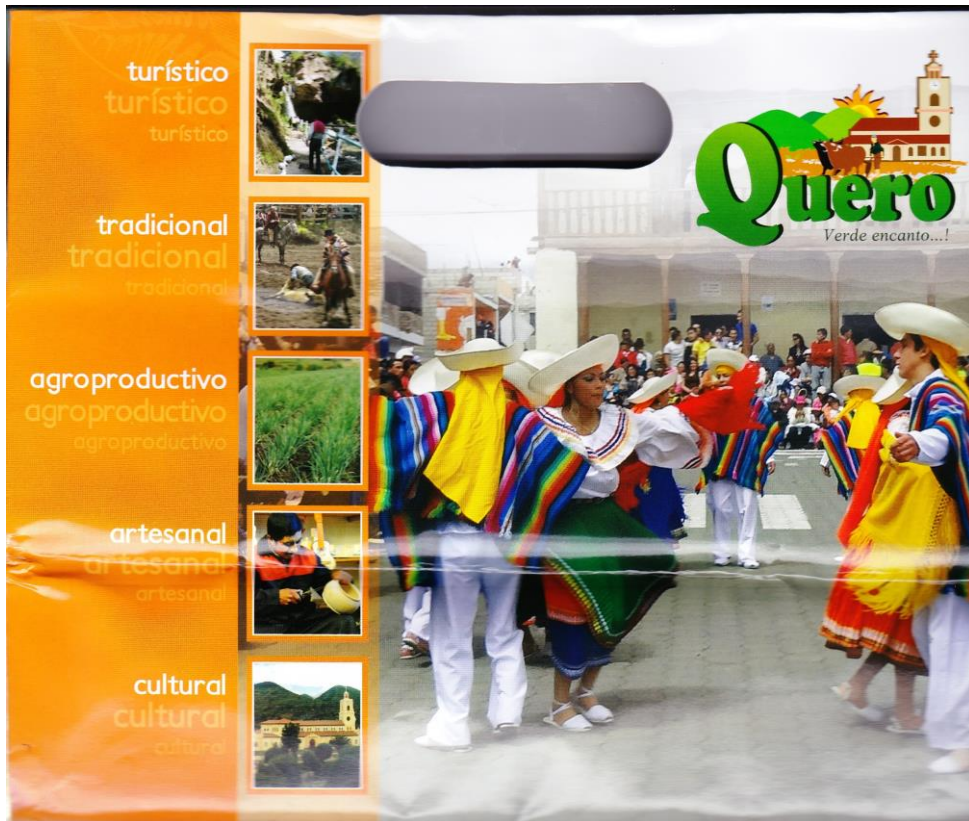 turístico
turístico
turístico
tradicional
tradicional
tradicional
agroproductivo
agroproductivo
agroproductivo
artesanal
artesanal
artesanal
cultural
cultural
cultural
Quero
Verde encanto...!